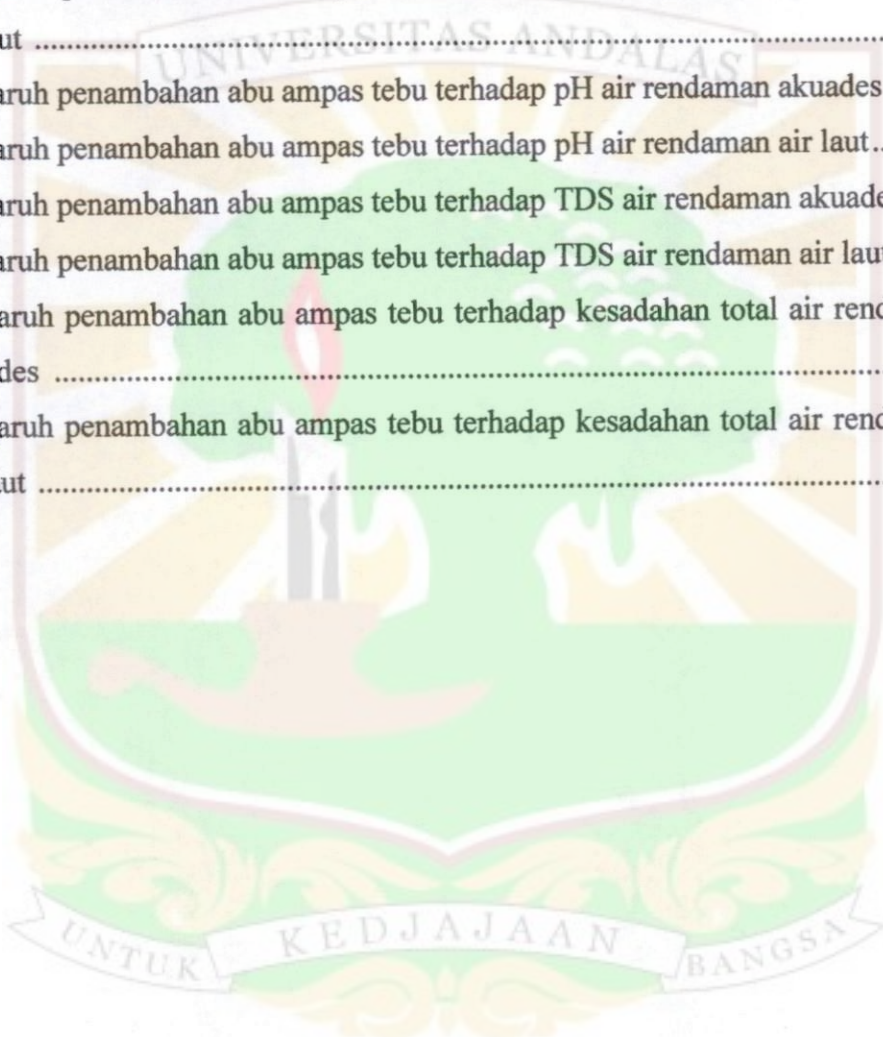 ut ........................................................................
UNIVERSITAS ANDALAS
aruh penambahan abu ampas tebu terhadap pH air rendaman akuades
aruh penambahan abu ampas tebu terhadap pH air rendaman air laut..
aruh penambahan abu ampas tebu terhadap TDS air rendaman akuade
aruh penambahan abu ampas tebu terhadap TDS air rendaman air lau
aruh penambahan abu ampas tebu terhadap kesadahan total air rend
des ........................................................................
aruh penambahan abu ampas tebu terhadap kesadahan total air rend
ut ........................................................................
UNTUK KEDJAJAAN BANGSA